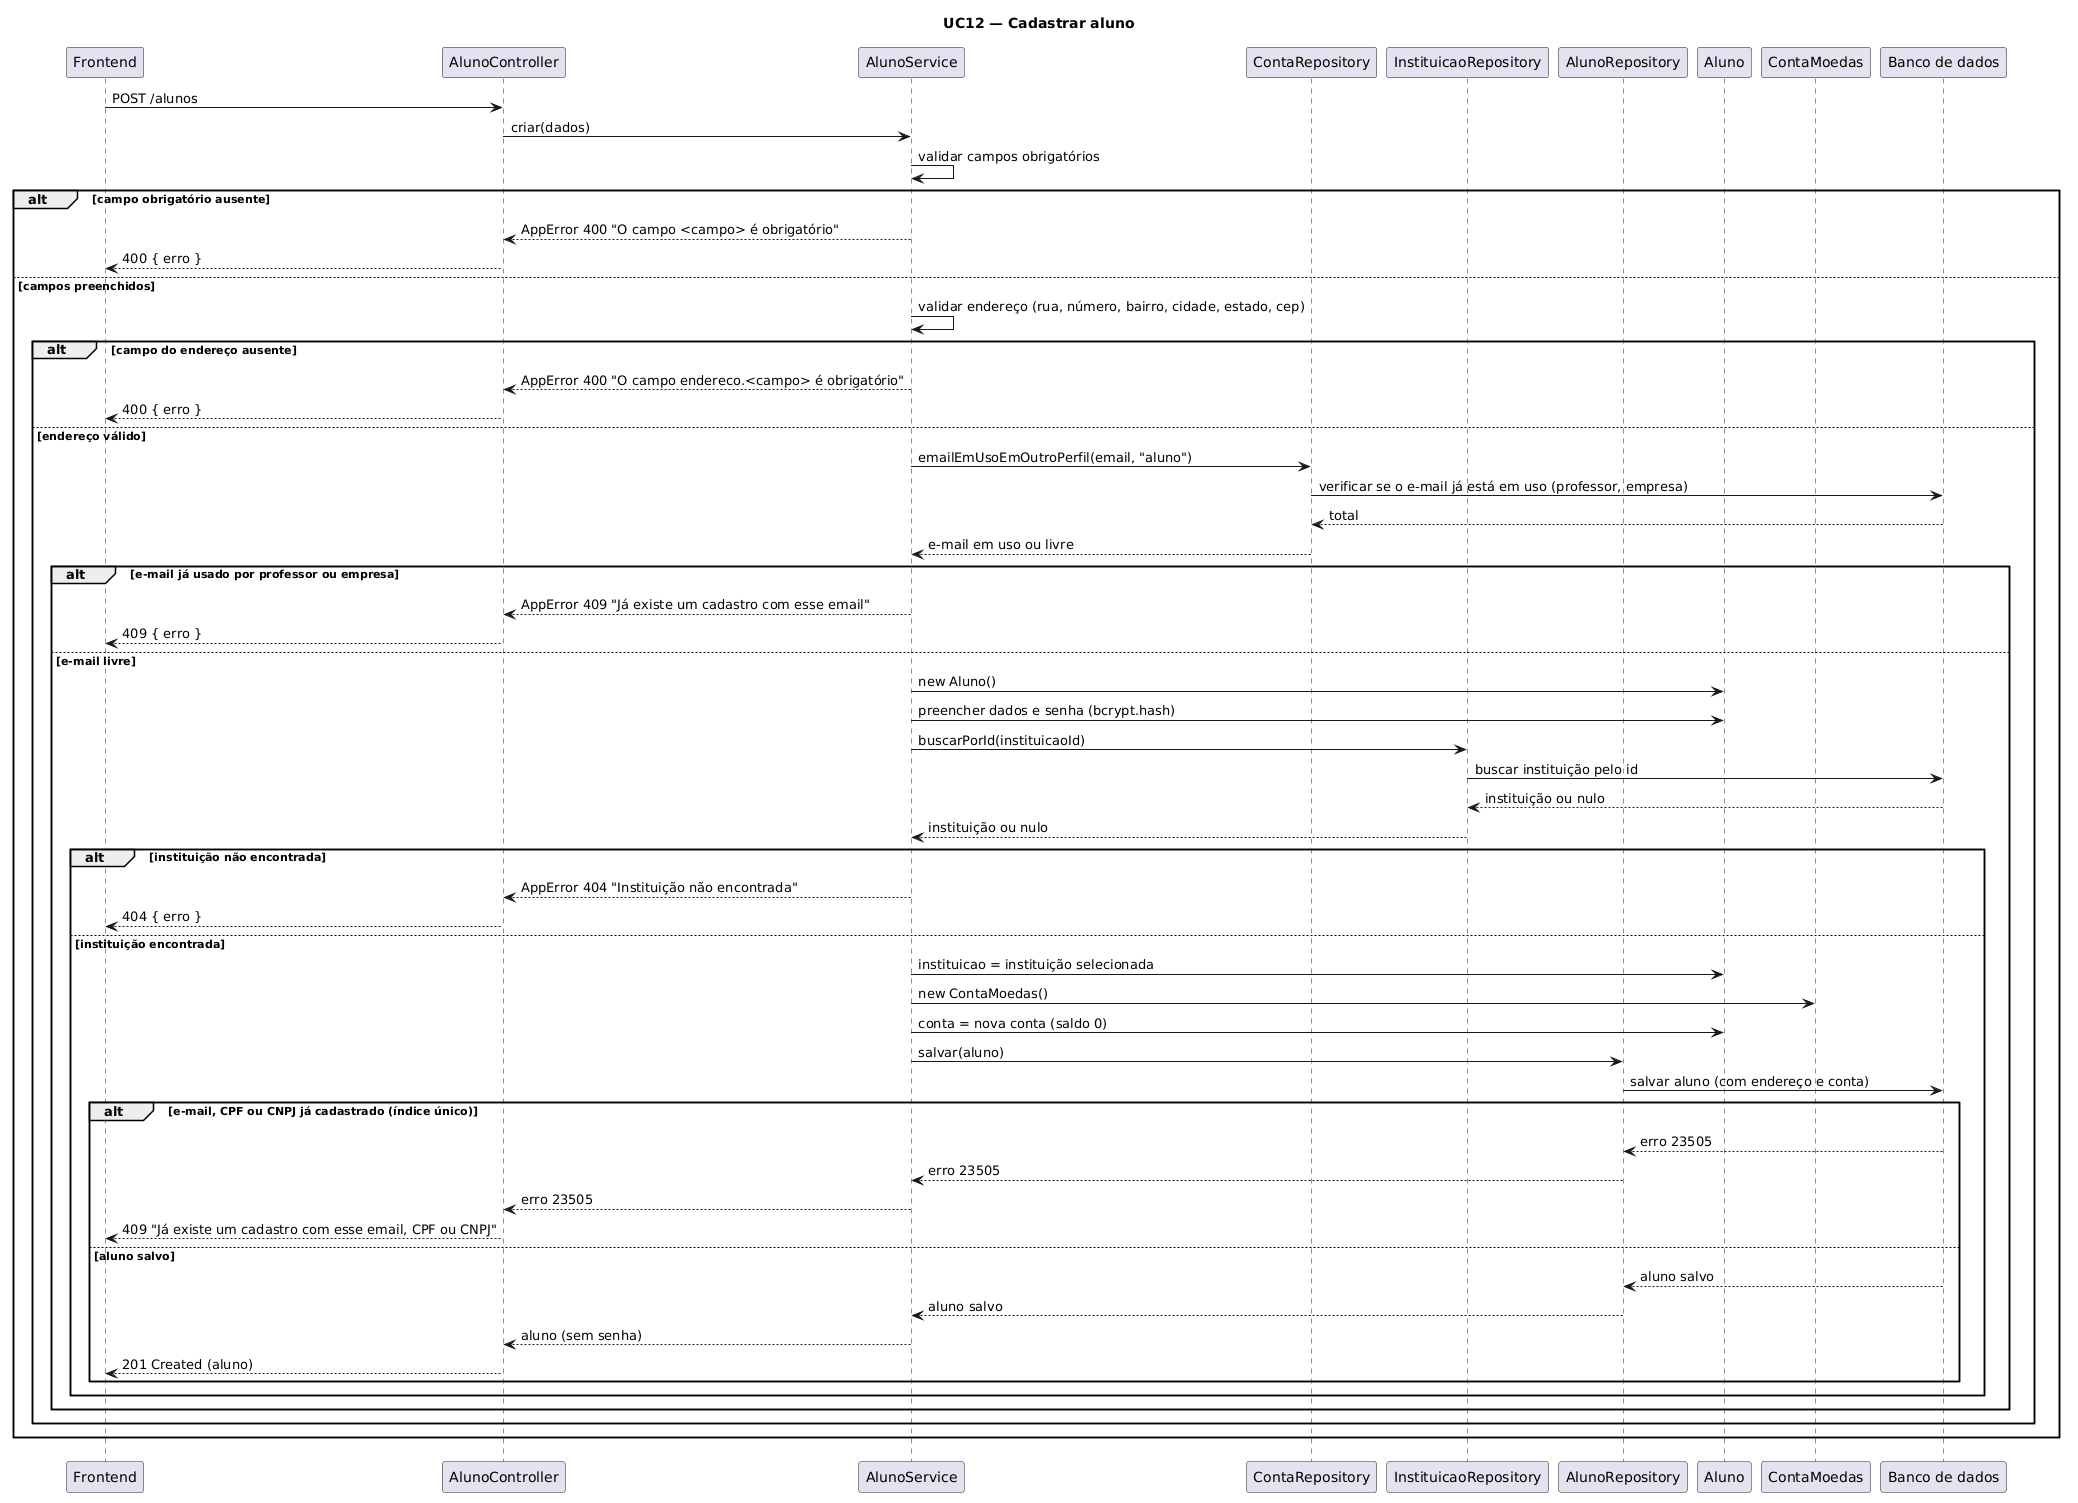 UC12 — Cadastrar aluno
Frontend
AlunoController
AlunoService
ContaRepository
InstituicaoRepository
AlunoRepository
Aluno
ContaMoedas
Banco de dados
POST /alunos
criar(dados)
validar campos obrigatórios
alt
[campo obrigatório ausente]
AppError 400 "O campo <campo> é obrigatório"
400 { erro }
[campos preenchidos]
validar endereço (rua, número, bairro, cidade, estado, cep)
alt
[campo do endereço ausente]
AppError 400 "O campo endereco.<campo> é obrigatório"
400 { erro }
[endereço válido]
emailEmUsoEmOutroPerfil(email, "aluno")
verificar se o e-mail já está em uso (professor, empresa)
total
e-mail em uso ou livre
alt
[e-mail já usado por professor ou empresa]
AppError 409 "Já existe um cadastro com esse email"
409 { erro }
[e-mail livre]
new Aluno()
preencher dados e senha (bcrypt.hash)
buscarPorId(instituicaoId)
buscar instituição pelo id
instituição ou nulo
instituição ou nulo
alt
[instituição não encontrada]
AppError 404 "Instituição não encontrada"
404 { erro }
[instituição encontrada]
instituicao = instituição selecionada
new ContaMoedas()
conta = nova conta (saldo 0)
salvar(aluno)
salvar aluno (com endereço e conta)
alt
[e-mail, CPF ou CNPJ já cadastrado (índice único)]
erro 23505
erro 23505
erro 23505
409 "Já existe um cadastro com esse email, CPF ou CNPJ"
[aluno salvo]
aluno salvo
aluno salvo
aluno (sem senha)
201 Created (aluno)
Frontend
AlunoController
AlunoService
ContaRepository
InstituicaoRepository
AlunoRepository
Aluno
ContaMoedas
Banco de dados